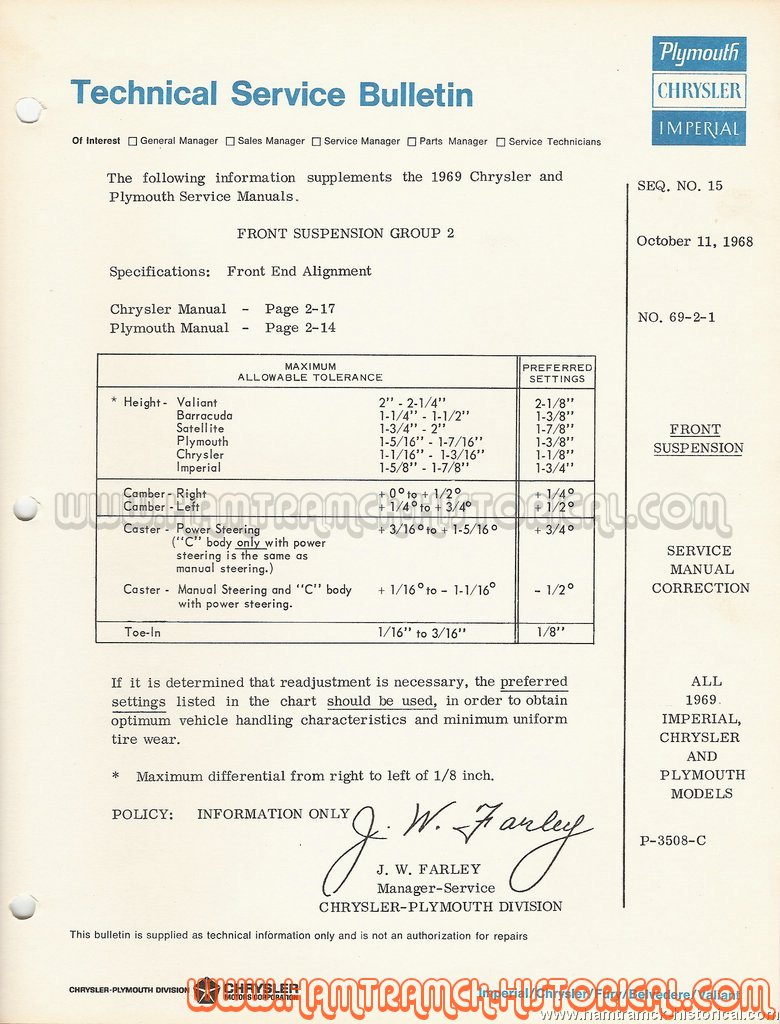 Plymouth
CHRYSLER
IMPERIAL
Technical Service Bulletin
Of Interest □ General Manager □ Sales Manager □ Service Manager □ Parts Manager □ Service Technicians
The following information supplements the 1969 Chrysler and
Plymouth Service Manuals.
FRONT SUSPENSION GROUP 2
Specifications: Front End Alignment
Chrysler Manual - Page 2-17
Plymouth Manual - Page 2-14
MAXIMUM
ALLOWABLE TOLERANCE
PREFERRED
SETTINGS
* Height- Valiant 2" - 2-1/4" 2-1/8"
Barracuda 1-1/4" - 1-1/2" 1-3/8"
Satellite 1-3/4" - 2" 1-7/8"
Plymouth 1-5/16" - 1-7/16" 1-3/8"
Chrysler 1-1/16" - 1-3/16" 1-1/8"
Imperial 1-5/8" - 1-7/8" 1-3/4"
Camber - Right + 0° to + 1/2° + 1/4°
Camber - Left + 1/4° to + 3/4° + 1/2°
www.HAMTRAMCK-HISTORICAL.com
Caster - Power Steering + 3/16° to + 1-5/16° + 3/4°
("C" body only with power
steering is the same as
manual steering.)
Caster - Manual Steering and "C" body + 1/16° to - 1-1/16° - 1/2°
with power steering.
Toe-In 1/16" to 3/16" 1/8"
If it is determined that readjustment is necessary, the preferred
settings listed in the chart should be used, in order to obtain
optimum vehicle handling characteristics and minimum uniform
tire wear.
* Maximum differential from right to left of 1/8 inch.
POLICY: INFORMATION ONLY
J. W. Farley
J. W. FARLEY
Manager-Service
CHRYSLER-PLYMOUTH DIVISION
SEQ. NO. 15
October 11, 1968
NO. 69-2-1
FRONT
SUSPENSION
SERVICE
MANUAL
CORRECTION
ALL
1969
IMPERIAL,
CHRYSLER
AND
PLYMOUTH
MODELS
P-3508-C
This bulletin is supplied as technical information only and is not an authorization for repairs
CHRYSLER-PLYMOUTH DIVISION
CHRYSLER
MOTORS CORPORATION
Imperial/Chrysler/Fury/Belvedere/Valiant
www.HAMTRAMCK-HISTORICAL.com
www.hamtramck-historical.com